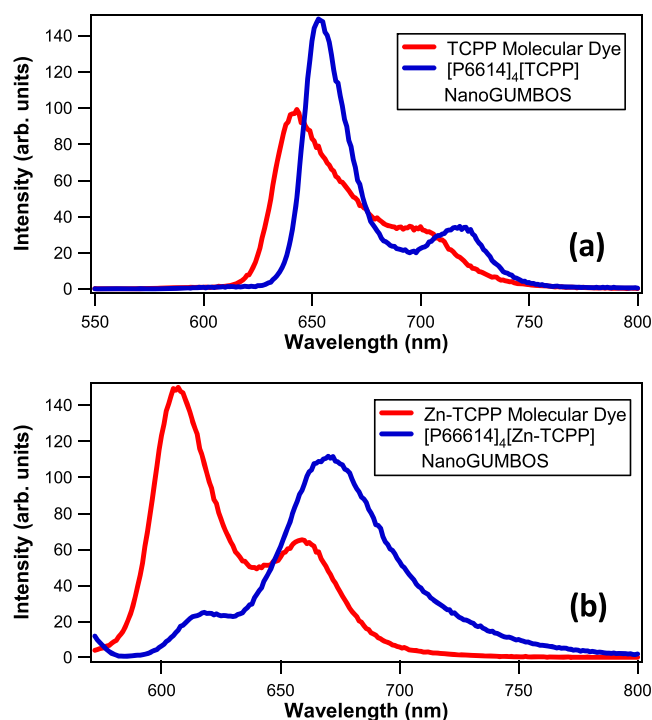 140
120
100
80
60
40
20
0
Intensity (arb. units)
TCPP Molecular Dye
[P6614]4[TCPP]
NanoGUMBOS
(a)
550 600 650 700 750 800
Wavelength (nm)
140
120
100
80
60
40
20
0
Intensity (arb. units)
Zn-TCPP Molecular Dye
[P66614]4[Zn-TCPP]
NanoGUMBOS
(b)
600 650 700 750 800
Wavelength (nm)